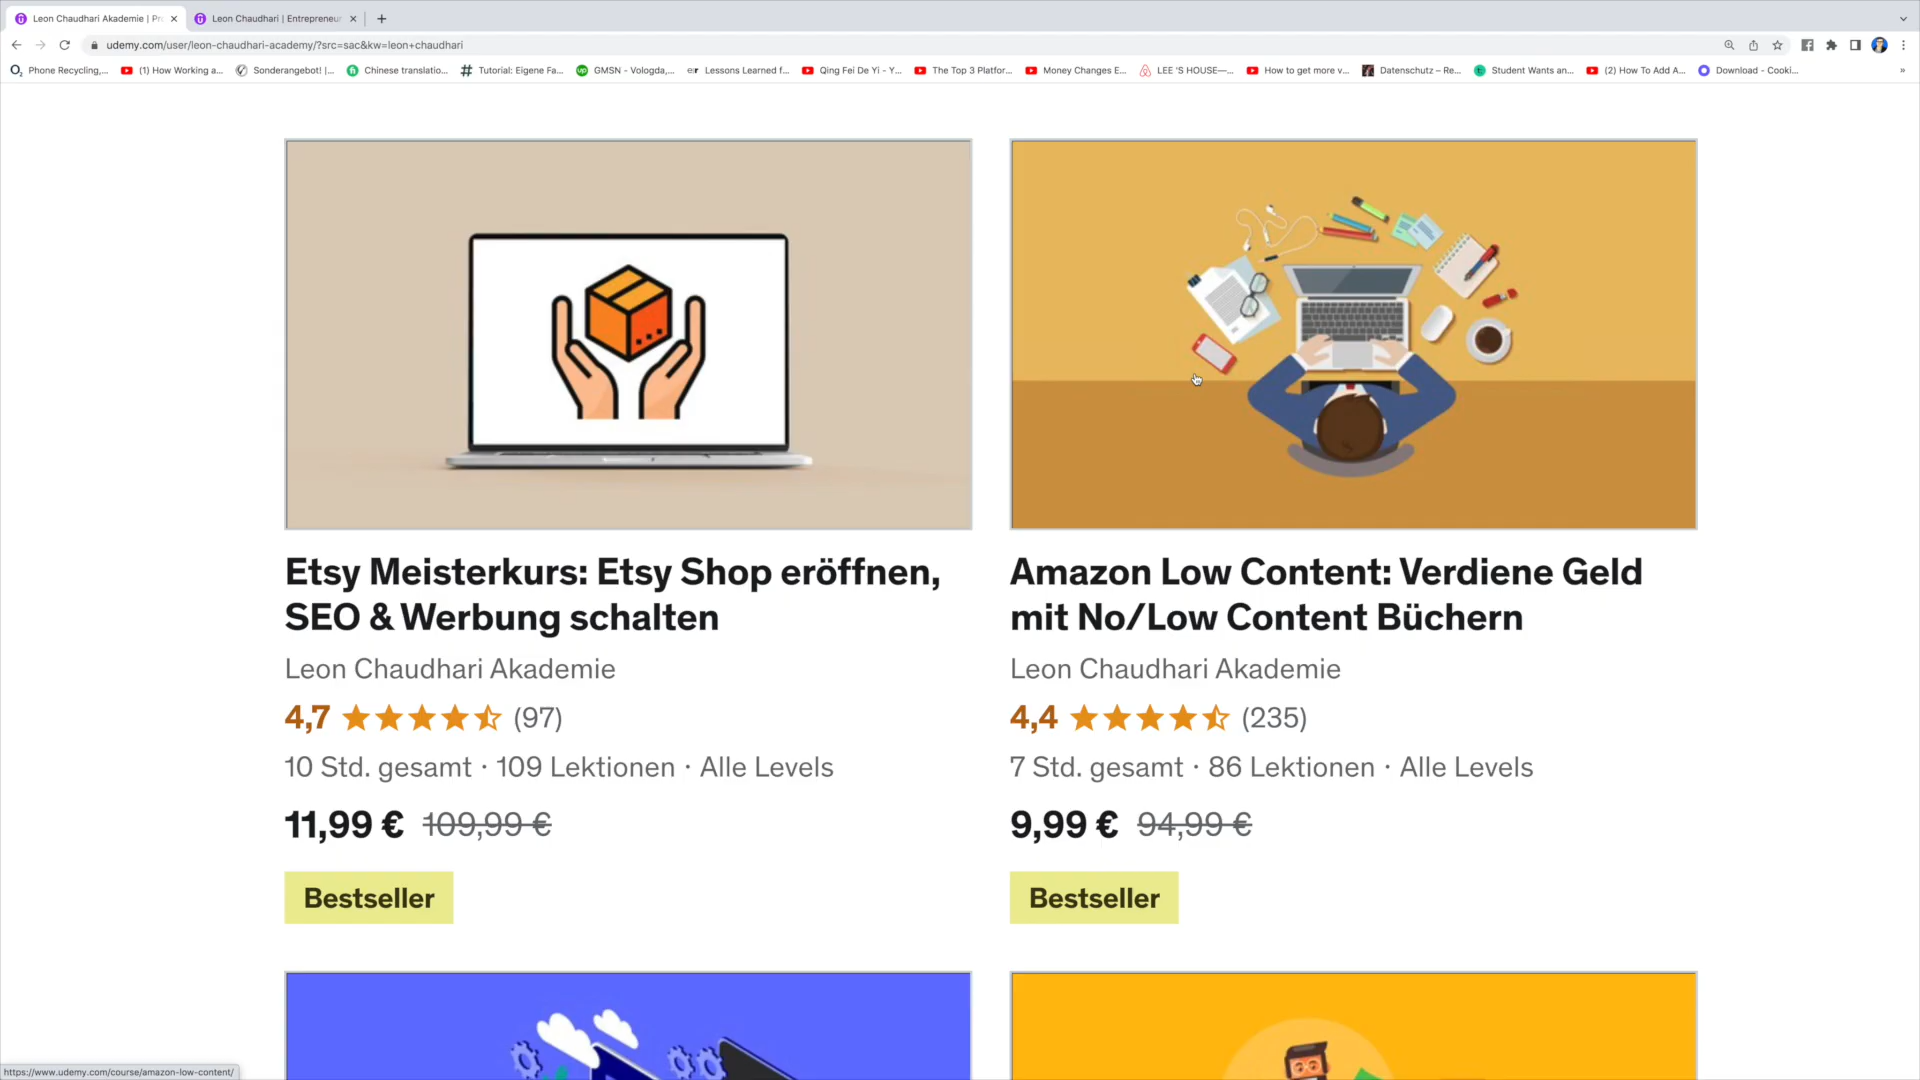 Leon Chaudhari Akademie | Pr
Leon Chaudhari | Entrepreneur
udemy.com/user/leon-chaudhari-academy/?src=sac&kw=leon+chaudhari
Phone Recycling,... (1) How Working a... Sonderangebot! |... Chinese translatio... Tutorial: Eigene Fa... GMSN - Vologda,... Lessons Learned f... Qing Fei De Yi - Y... The Top 3 Platfor... Money Changes E... LEE 'S HOUSE—... How to get more v... Datenschutz – Re... Student Wants an... (2) How To Add A... Download - Cooki...
Etsy Meisterkurs: Etsy Shop eröffnen,
SEO & Werbung schalten
Leon Chaudhari Akademie
4,7 (97)
10 Std. gesamt · 109 Lektionen · Alle Levels
11,99 € 109,99 €
Bestseller
Amazon Low Content: Verdiene Geld
mit No/Low Content Büchern
Leon Chaudhari Akademie
4,4 (235)
7 Std. gesamt · 86 Lektionen · Alle Levels
9,99 € 94,99 €
Bestseller
https://www.udemy.com/course/amazon-low-content/